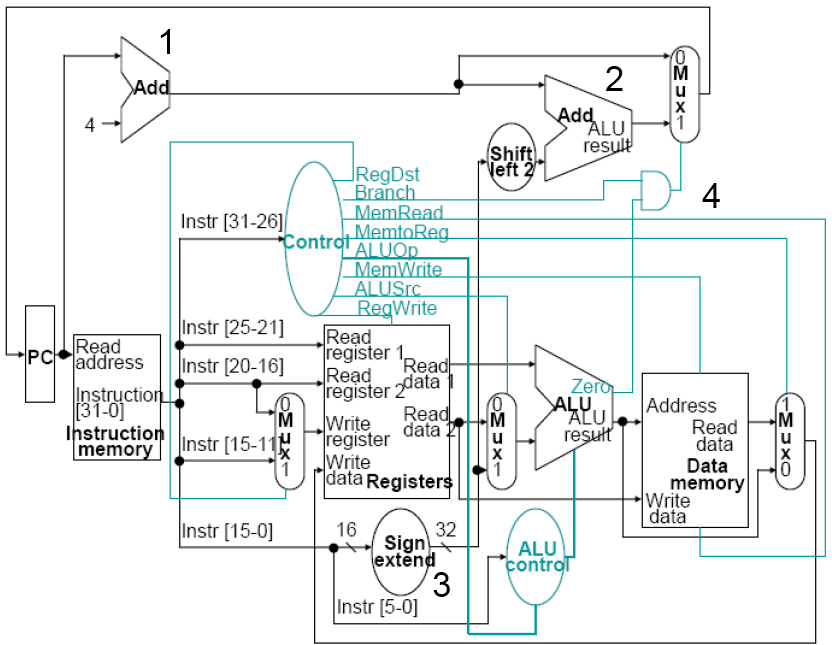 1
Add
4
2
Add
ALU
result
0
M
u
x
1
Shift
left 2
4
RegDst
Branch
MemRead
MemtoReg
ALUOp
MemWrite
ALUSrc
RegWrite
Control
Instr [31-26]
Instr [25-21]
Instr [20-16]
Instr [15-11]
Instr [15-0]
Instr [5-0]
PC
Read
address
Instruction
[31-0]
Instruction
memory
0
M
u
x
1
Read
register 1
Read
register 2
Write
register
Write
data
Read
data 1
Read
data 2
Registers
0
M
u
x
1
Zero
ALU
ALU
result
Address
Read
data
Data
memory
Write
data
1
M
u
x
0
16
Sign
extend
32
3
ALU
control